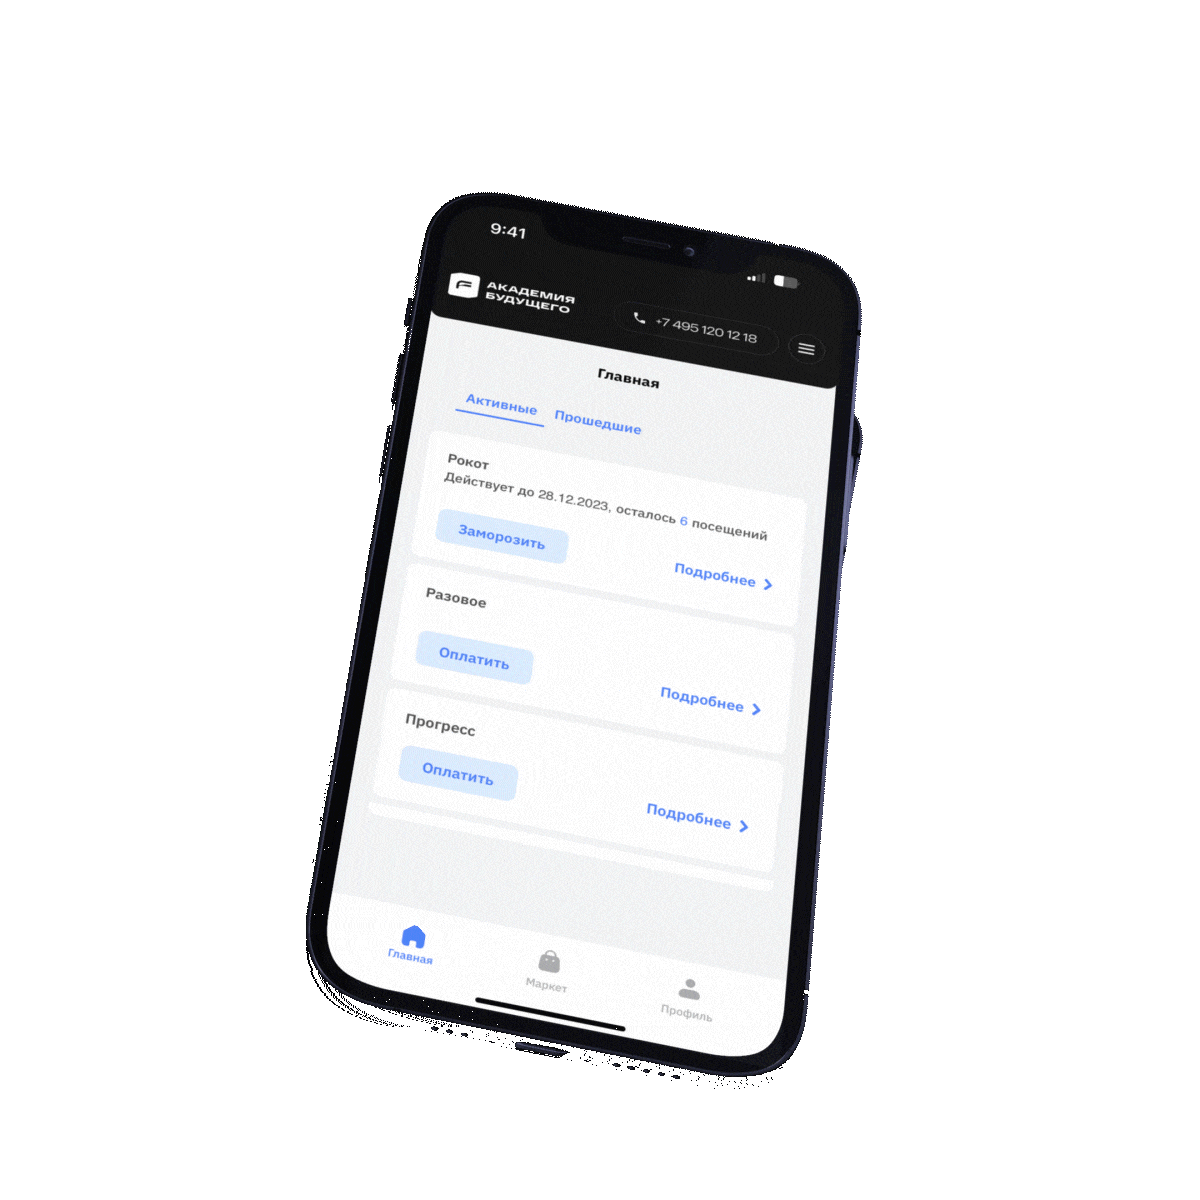 9:41
АКАДЕМИЯ
БУДУЩЕГО
+7 495 120 12 18
Главная
Активные Прошедшие
Рокот
Действует до 28.12.2023, осталось 6 посещений
Заморозить
Подробнее
Разовое
Оплатить
Подробнее
Прогресс
Оплатить
Подробнее
Главная
Маркет
Профиль